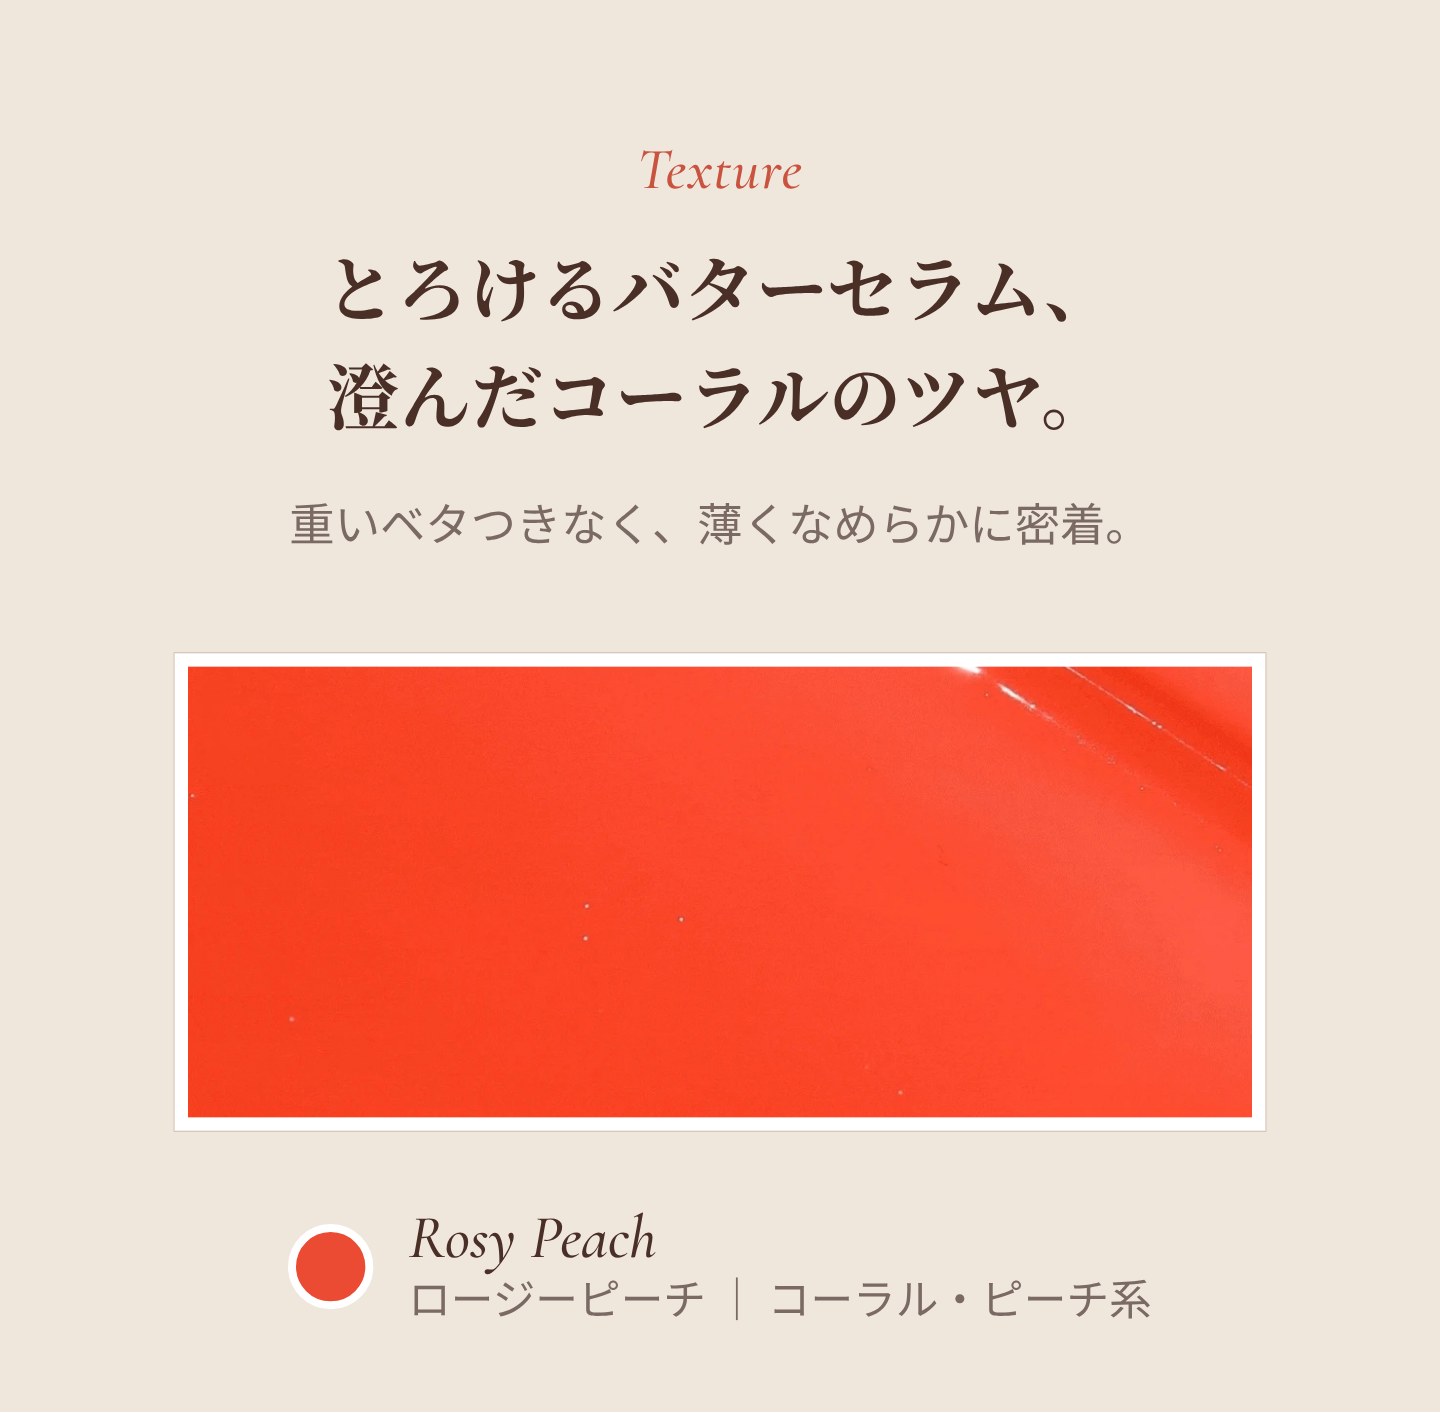 Texture
とろけるバターセラム、
澄んだコーラルのツヤ。
重いベタつきなく、薄くなめらかに密着。
Rosy Peach
ロージーピーチ｜コーラル・ピーチ系